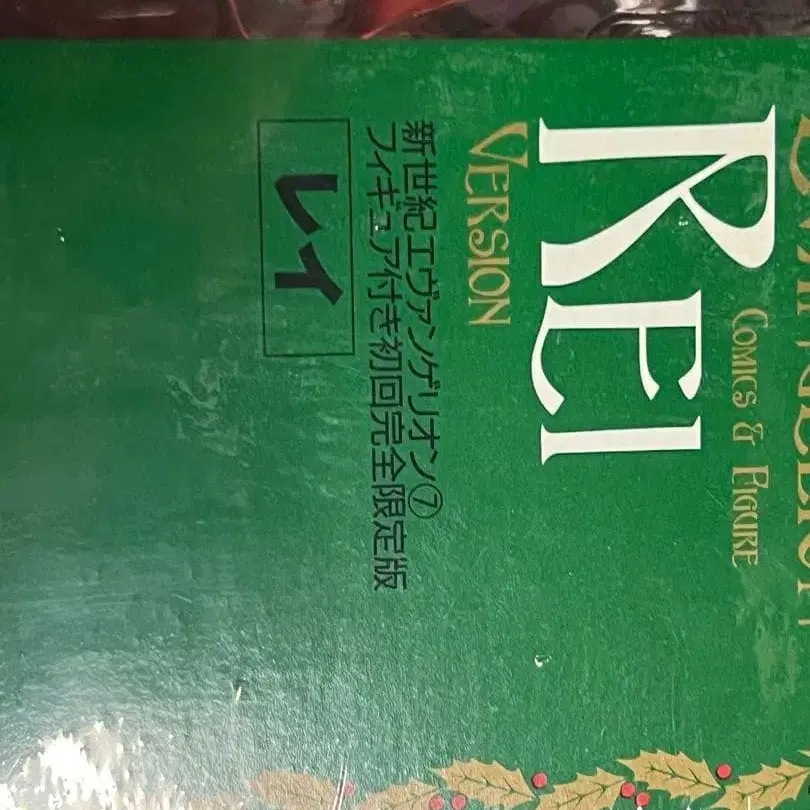 COMICS & FIGURE
REI
VERSION
新世紀エヴァンゲリオン⑦
フィギュア付き初回完全限定版
レイ